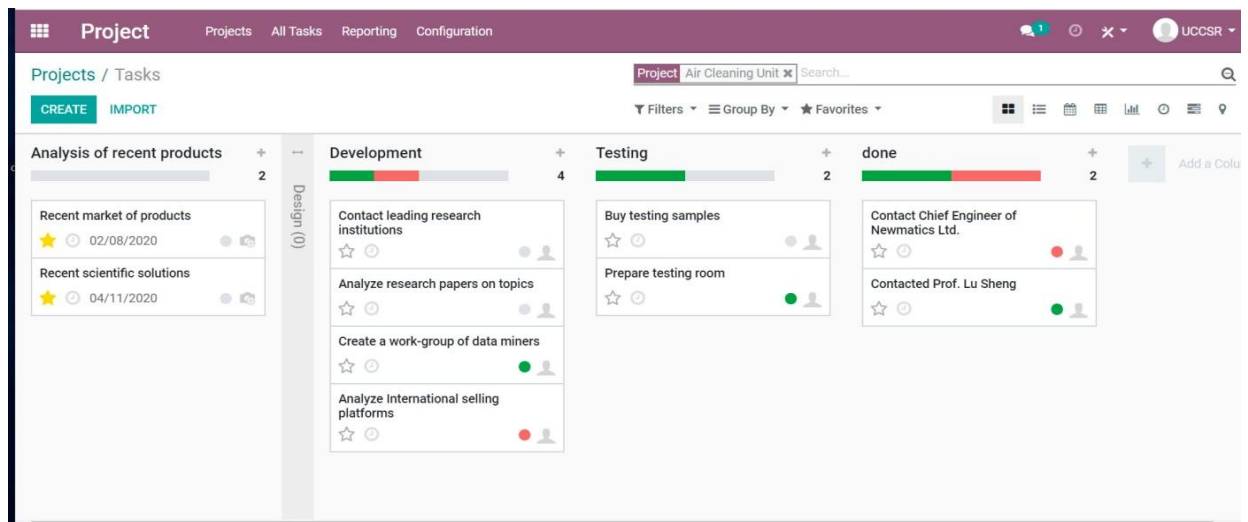 Project Projects All Tasks Reporting Configuration 1 UCCSR
Projects / Tasks
Project Air Cleaning Unit Search...
CREATE IMPORT
Filters Group By Favorites
Analysis of recent products
2
Recent market of products
02/08/2020
Recent scientific solutions
04/11/2020
Design (0)
Development
4
Contact leading research
institutions
Analyze research papers on topics
Create a work-group of data miners
Analyze International selling
platforms
Testing
2
Buy testing samples
Prepare testing room
done
2
Contact Chief Engineer of
Newmatics Ltd.
Contacted Prof. Lu Sheng
Add a Colu